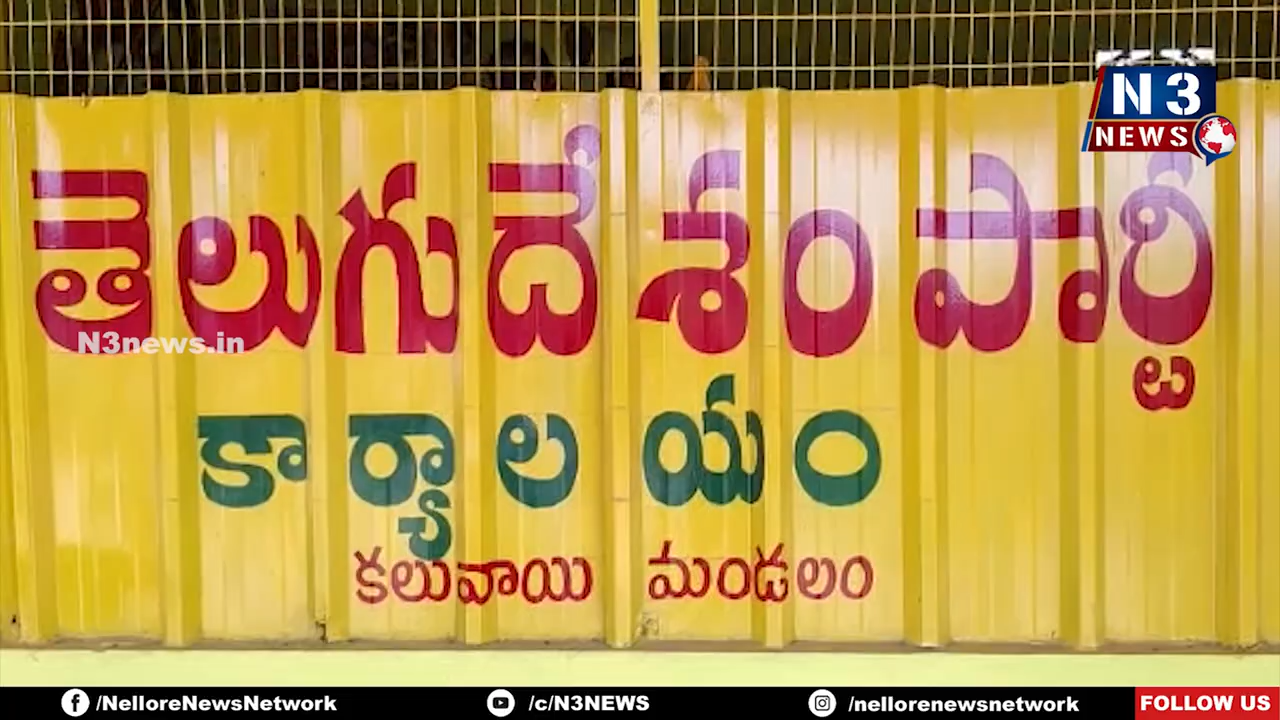 N3
NEWS
తెలుగుదేశం పార్టీ
N3news.in
కార్యాలయం
కలువాయి మండలం
/NelloreNewsNetwork
/c/N3NEWS
/nellorenewsnetwork
FOLLOW US